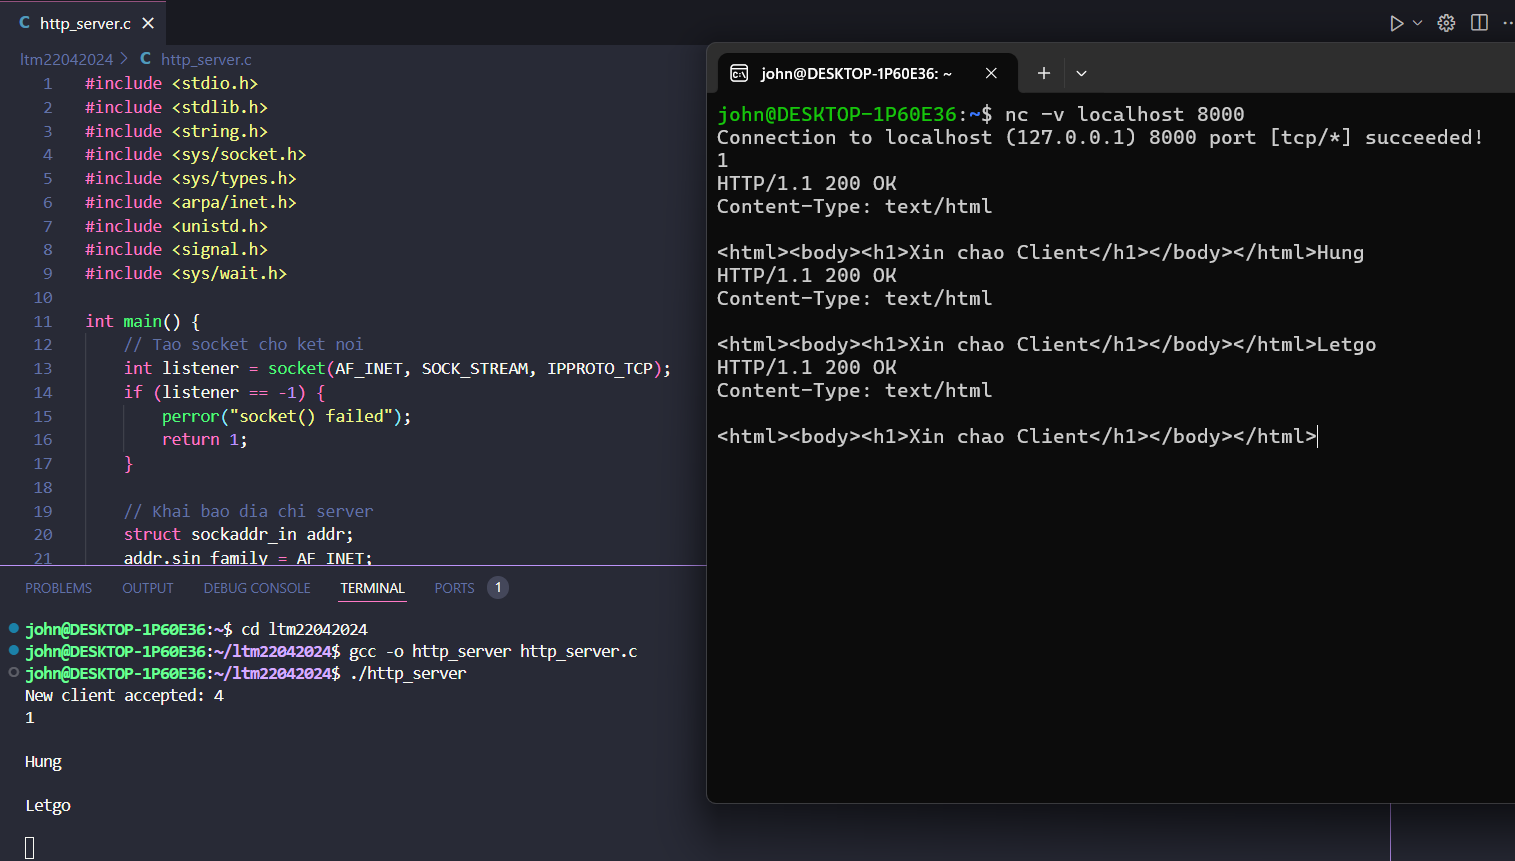 C http_server.c
ltm22042024 > C http_server.c
1 #include <stdio.h>
2 #include <stdlib.h>
3 #include <string.h>
4 #include <sys/socket.h>
5 #include <sys/types.h>
6 #include <arpa/inet.h>
7 #include <unistd.h>
8 #include <signal.h>
9 #include <sys/wait.h>
10
11 int main() {
12     // Tao socket cho ket noi
13     int listener = socket(AF_INET, SOCK_STREAM, IPPROTO_TCP);
14     if (listener == -1) {
15         perror("socket() failed");
16         return 1;
17     }
18
19     // Khai bao dia chi server
20     struct sockaddr_in addr;
21     addr.sin_family = AF_INET;
PROBLEMS OUTPUT DEBUG CONSOLE TERMINAL PORTS 1
john@DESKTOP-1P60E36:~$ cd ltm22042024
john@DESKTOP-1P60E36:~/ltm22042024$ gcc -o http_server http_server.c
john@DESKTOP-1P60E36:~/ltm22042024$ ./http_server
New client accepted: 4
1
Hung
Letgo
john@DESKTOP-1P60E36: ~
john@DESKTOP-1P60E36:~$ nc -v localhost 8000
Connection to localhost (127.0.0.1) 8000 port [tcp/*] succeeded!
1
HTTP/1.1 200 OK
Content-Type: text/html
<html><body><h1>Xin chao Client</h1></body></html>Hung
HTTP/1.1 200 OK
Content-Type: text/html
<html><body><h1>Xin chao Client</h1></body></html>Letgo
HTTP/1.1 200 OK
Content-Type: text/html
<html><body><h1>Xin chao Client</h1></body></html>